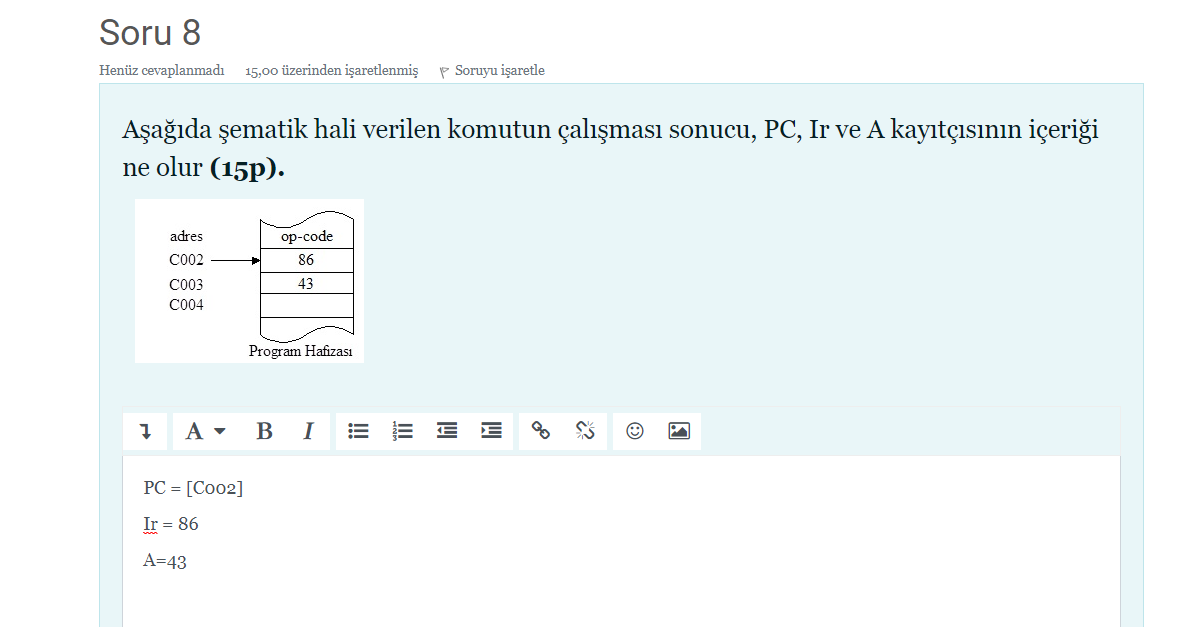 Soru 8
Henüz cevaplanmadı 15,00 üzerinden işaretlenmiş Soruyu işaretle
Aşağıda şematik hali verilen komutun çalışması sonucu, PC, Ir ve A kayıtçısının içeriği
ne olur (15p).
adres op-code
C002 86
C003 43
C004
Program Hafizası
A B I
PC = [C002]
Ir = 86
A=43